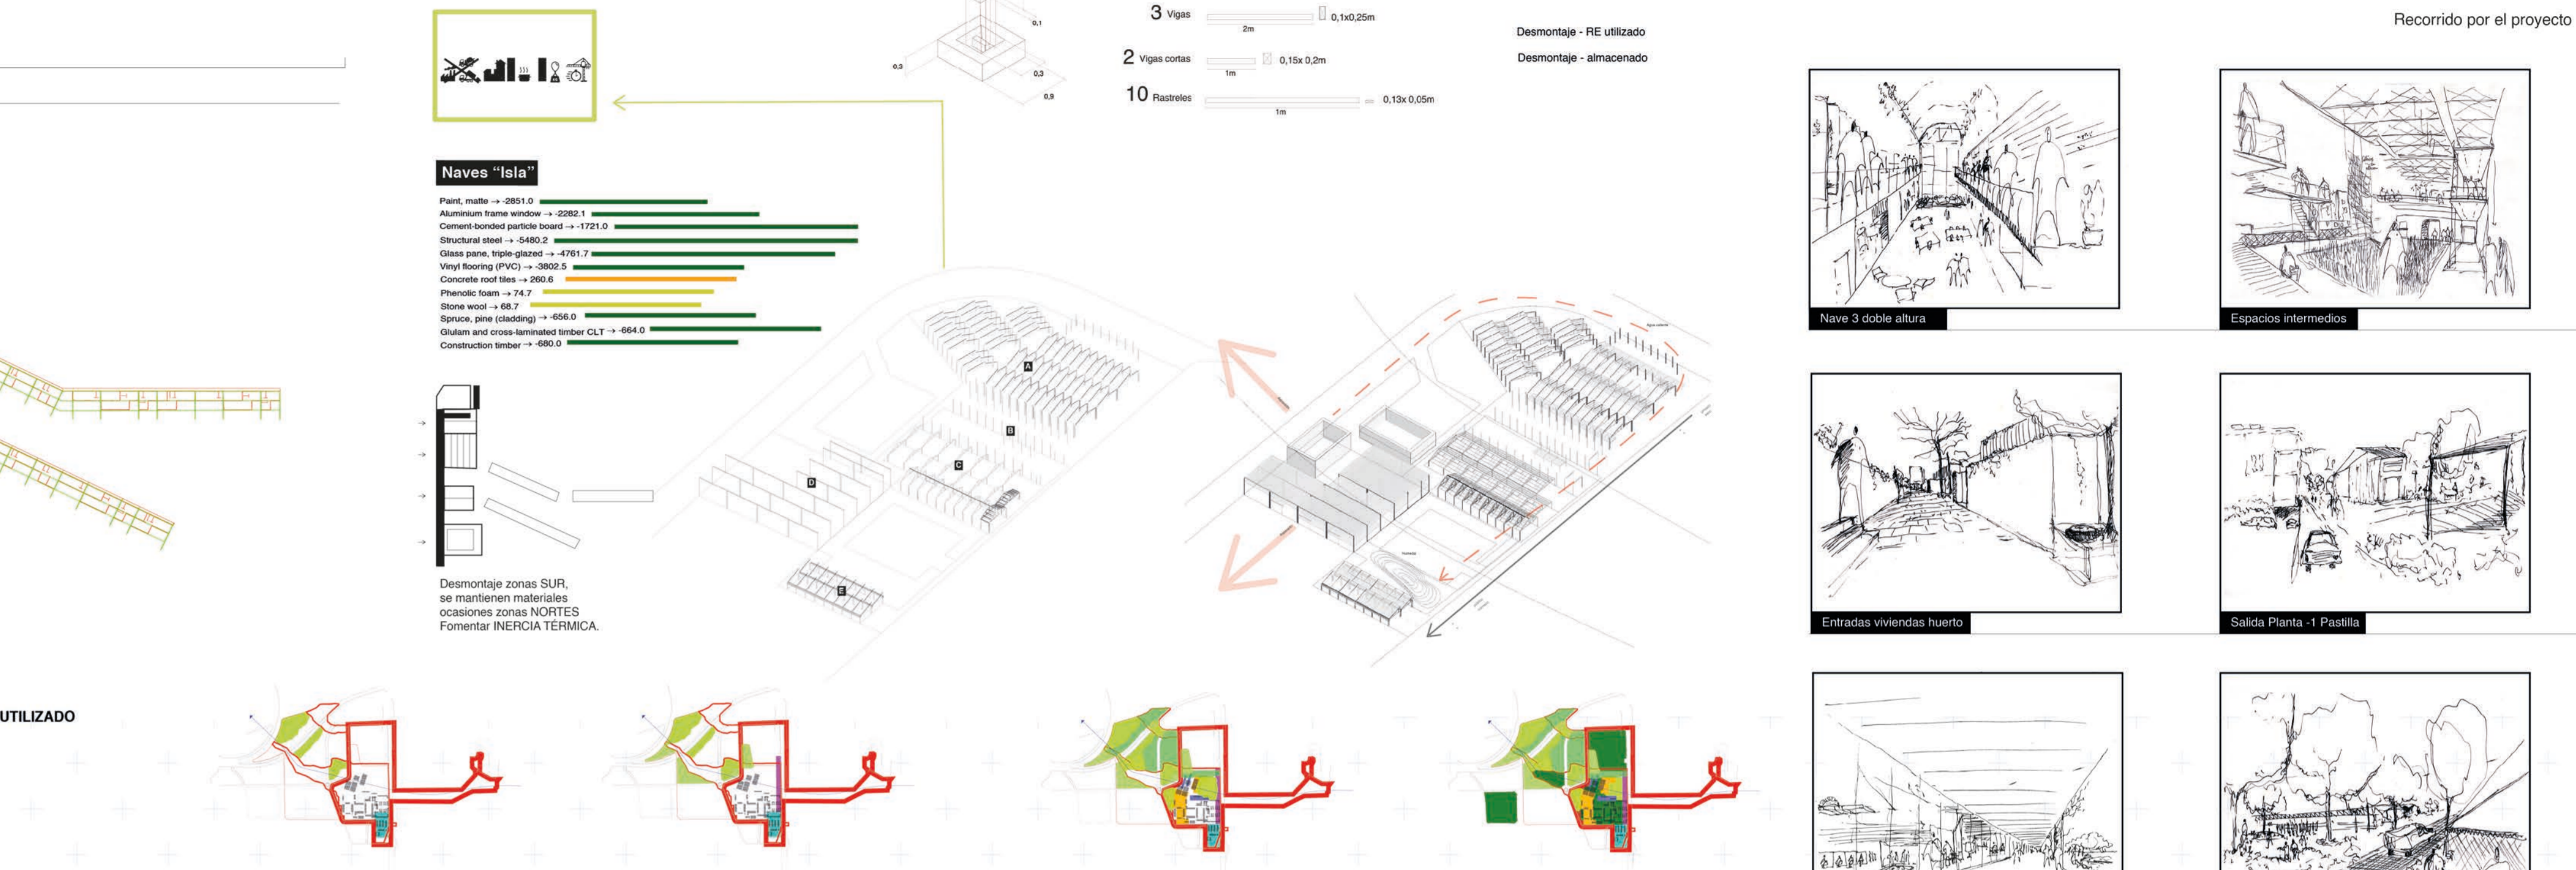 Recorrido por el proyecto
3 Vigas
2m
0,1x0,25m
2 Vigas cortas
1m
0,15x 0,2m
10 Rastreles
1m
0,13x 0,05m
0,1
0,3
0,3
0,9
Desmontaje - RE utilizado
Desmontaje - almacenado
Naves “Isla”
Paint, matte → -2851.0
Aluminium frame window → -2282.1
Cement-bonded particle board → -1721.0
Structural steel → -5480.2
Glass pane, triple-glazed → -4761.7
Vinyl flooring (PVC) → -3802.5
Concrete roof tiles → 260.6
Phenolic foam → 74.7
Stone wool → 68.7
Spruce, pine (cladding) → -656.0
Glulam and cross-laminated timber CLT → -664.0
Construction timber → -680.0
A
B
C
D
E
Desmontaje zonas SUR,
se mantienen materiales
ocasiones zonas NORTES
Fomentar INERCIA TÉRMICA.
Nave 3 doble altura
Espacios intermedios
Entradas viviendas huerto
Salida Planta -1 Pastilla
UTILIZADO